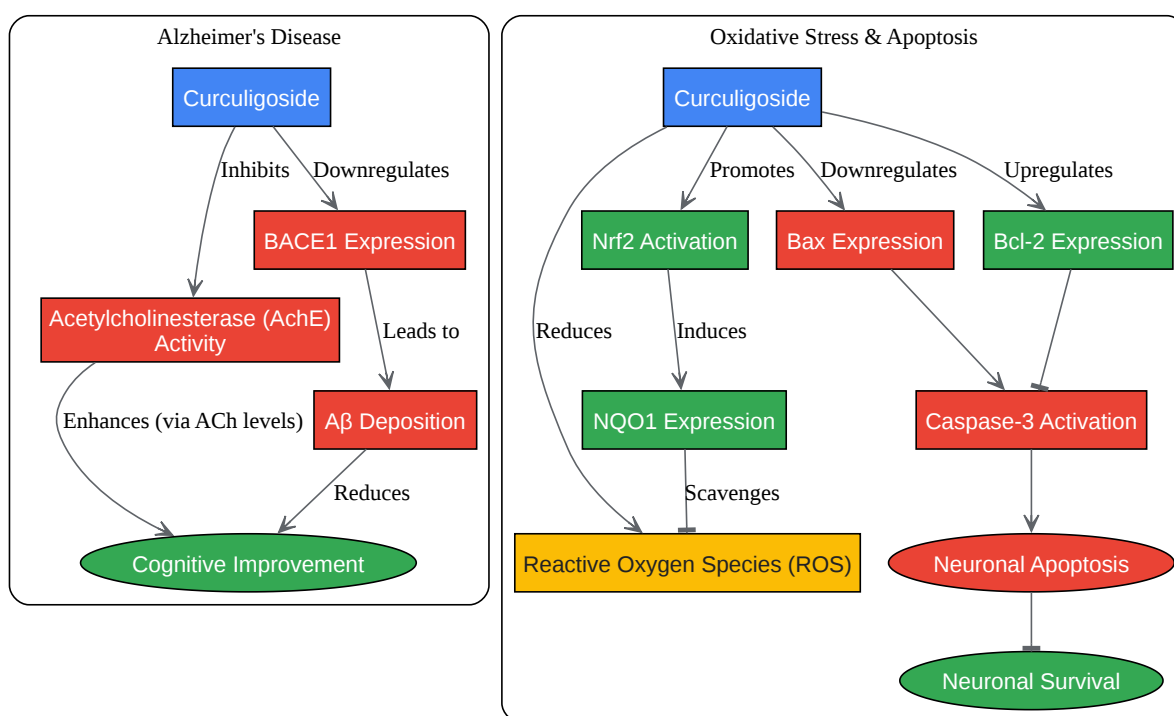 Alzheimer's Disease
Curculigoside
Inhibits
Downregulates
BACE1 Expression
Acetylcholinesterase (AchE)
Activity
Leads to
Enhances (via ACh levels)
Aβ Deposition
Reduces
Cognitive Improvement
Oxidative Stress & Apoptosis
Curculigoside
Promotes
Downregulates
Upregulates
Nrf2 Activation
Bax Expression
Bcl-2 Expression
Reduces
Induces
NQO1 Expression
Caspase-3 Activation
Scavenges
Reactive Oxygen Species (ROS)
Neuronal Apoptosis
Neuronal Survival